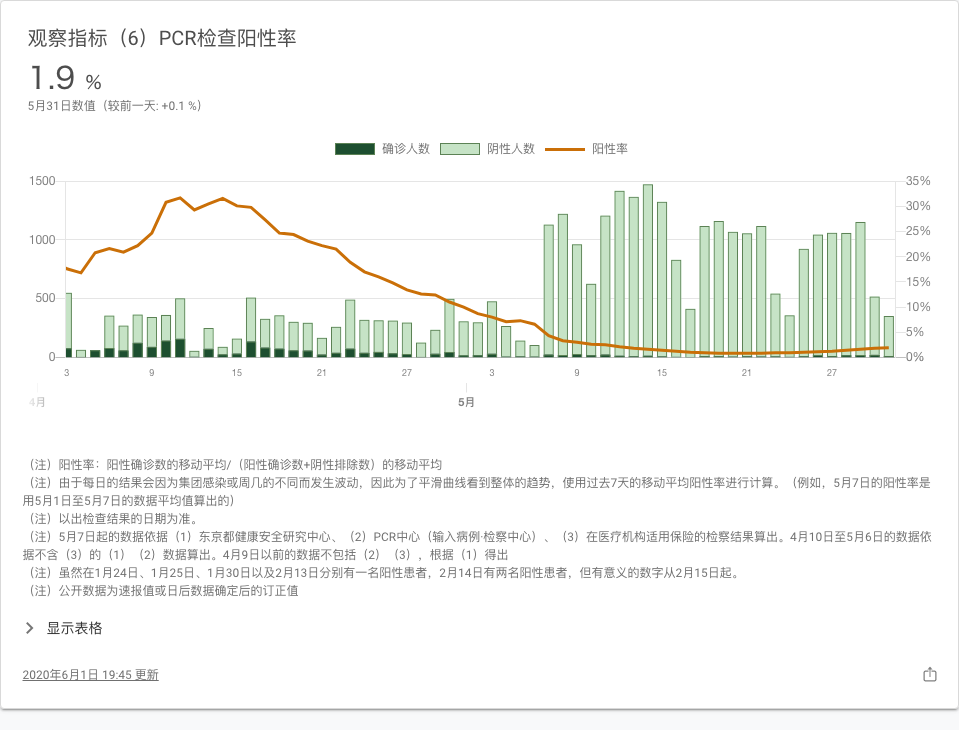 观察指标（6）PCR检查阳性率
1.9 %
5月31日数值（较前一天: +0.1 %）
确诊人数 阴性人数 阳性率
1500 35%
30%
1000 25%
20%
15%
500 10%
5%
0 0%
3 9 15 21 27 3 9 15 21 27
4月 5月
（注）阳性率：阳性确诊数的移动平均/（阳性确诊数+阴性排除数）的移动平均
（注）由于每日的结果会因为集团感染或周几的不同而发生波动，因此为了平滑曲线看到整体的趋势，使用过去7天的移动平均阳性率进行计算。（例如，5月7日的阳性率是
用5月1日至5月7日的数据平均值算出的）
（注）以出检查结果的日期为准。
（注）5月7日起的数据依据（1）东京都健康安全研究中心、（2）PCR中心（输入病例·检察中心）、（3）在医疗机构适用保险的检察结果算出。4月10日至5月6日的数据依
据不含（3）的（1）（2）数据算出。4月9日以前的数据不包括（2）（3），根据（1）得出
（注）虽然在1月24日、1月25日、1月30日以及2月13日分别有一名阳性患者，2月14日有两名阳性患者，但有意义的数字从2月15日起。
（注）公开数据为速报值或日后数据确定后的订正值
显示表格
2020年6月1日 19:45 更新